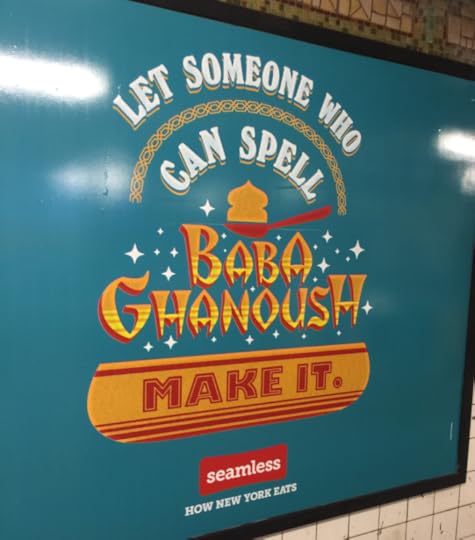 LET SOMEONE WHO
CAN SPELL
BABA
GHANOUSH
MAKE IT.
seamless
HOW NEW YORK EATS